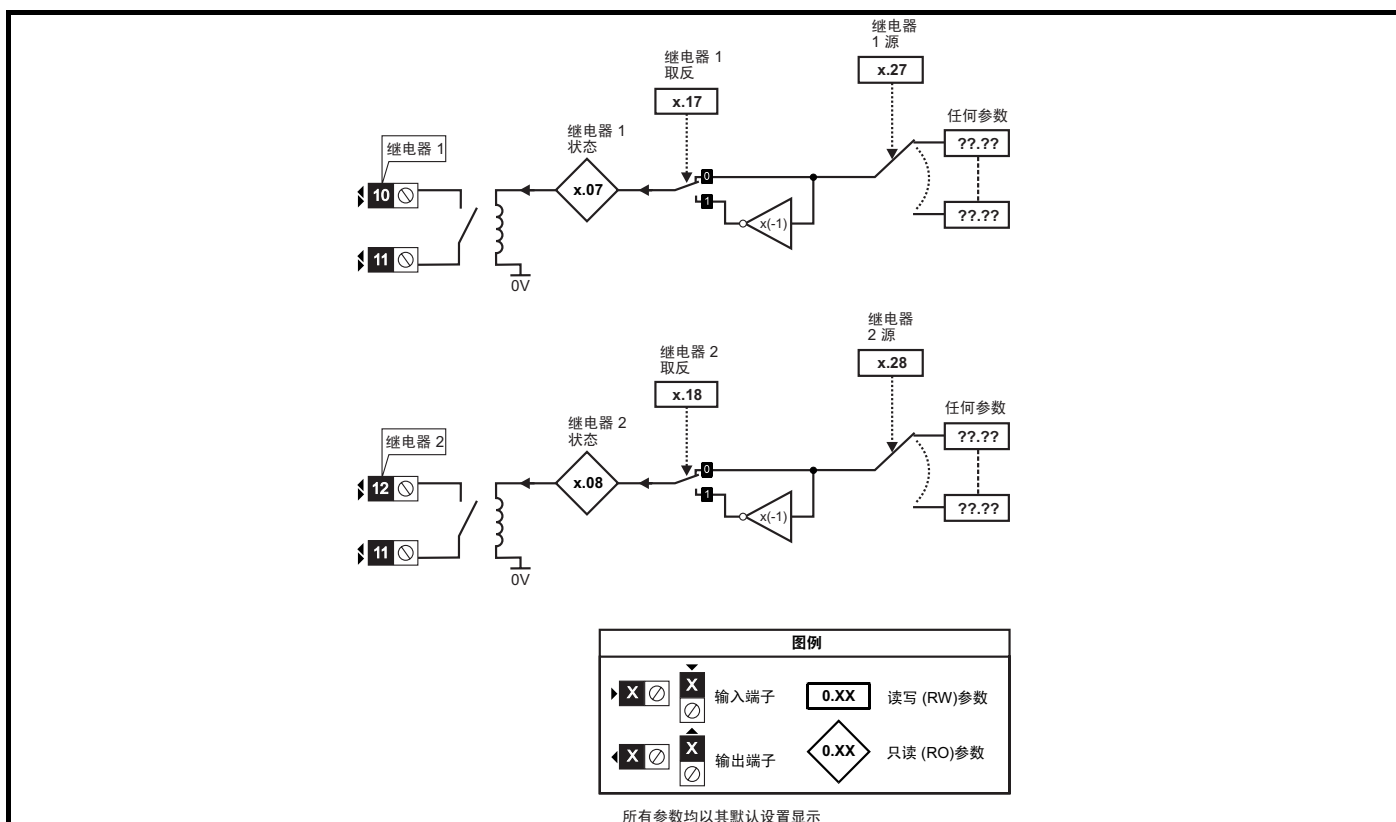 继电器
1 源
x.27
继电器 1
取反
x.17
任何参数
??.??
??.??
继电器 1
状态
x.07
继电器 1
10
11
0
1
x(-1)
0V
继电器
2 源
x.28
继电器 2
取反
x.18
任何参数
??.??
??.??
继电器 2
状态
x.08
继电器 2
12
11
0
1
x(-1)
0V
图例
X
X
输入端子
0.XX
读写 (RW)参数
X
X
输出端子
0.XX
只读 (RO)参数
所有参数均以其默认设置显示